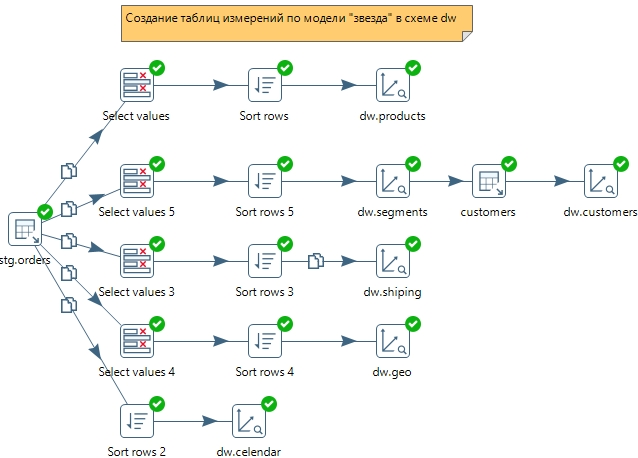 Создание таблиц измерений по модели "звезда" в схеме dw
Select values
Sort rows
dw.products
Select values 5
Sort rows 5
dw.segments
customers
dw.customers
stg.orders
Select values 3
Sort rows 3
dw.shiping
Select values 4
Sort rows 4
dw.geo
Sort rows 2
dw.celendar